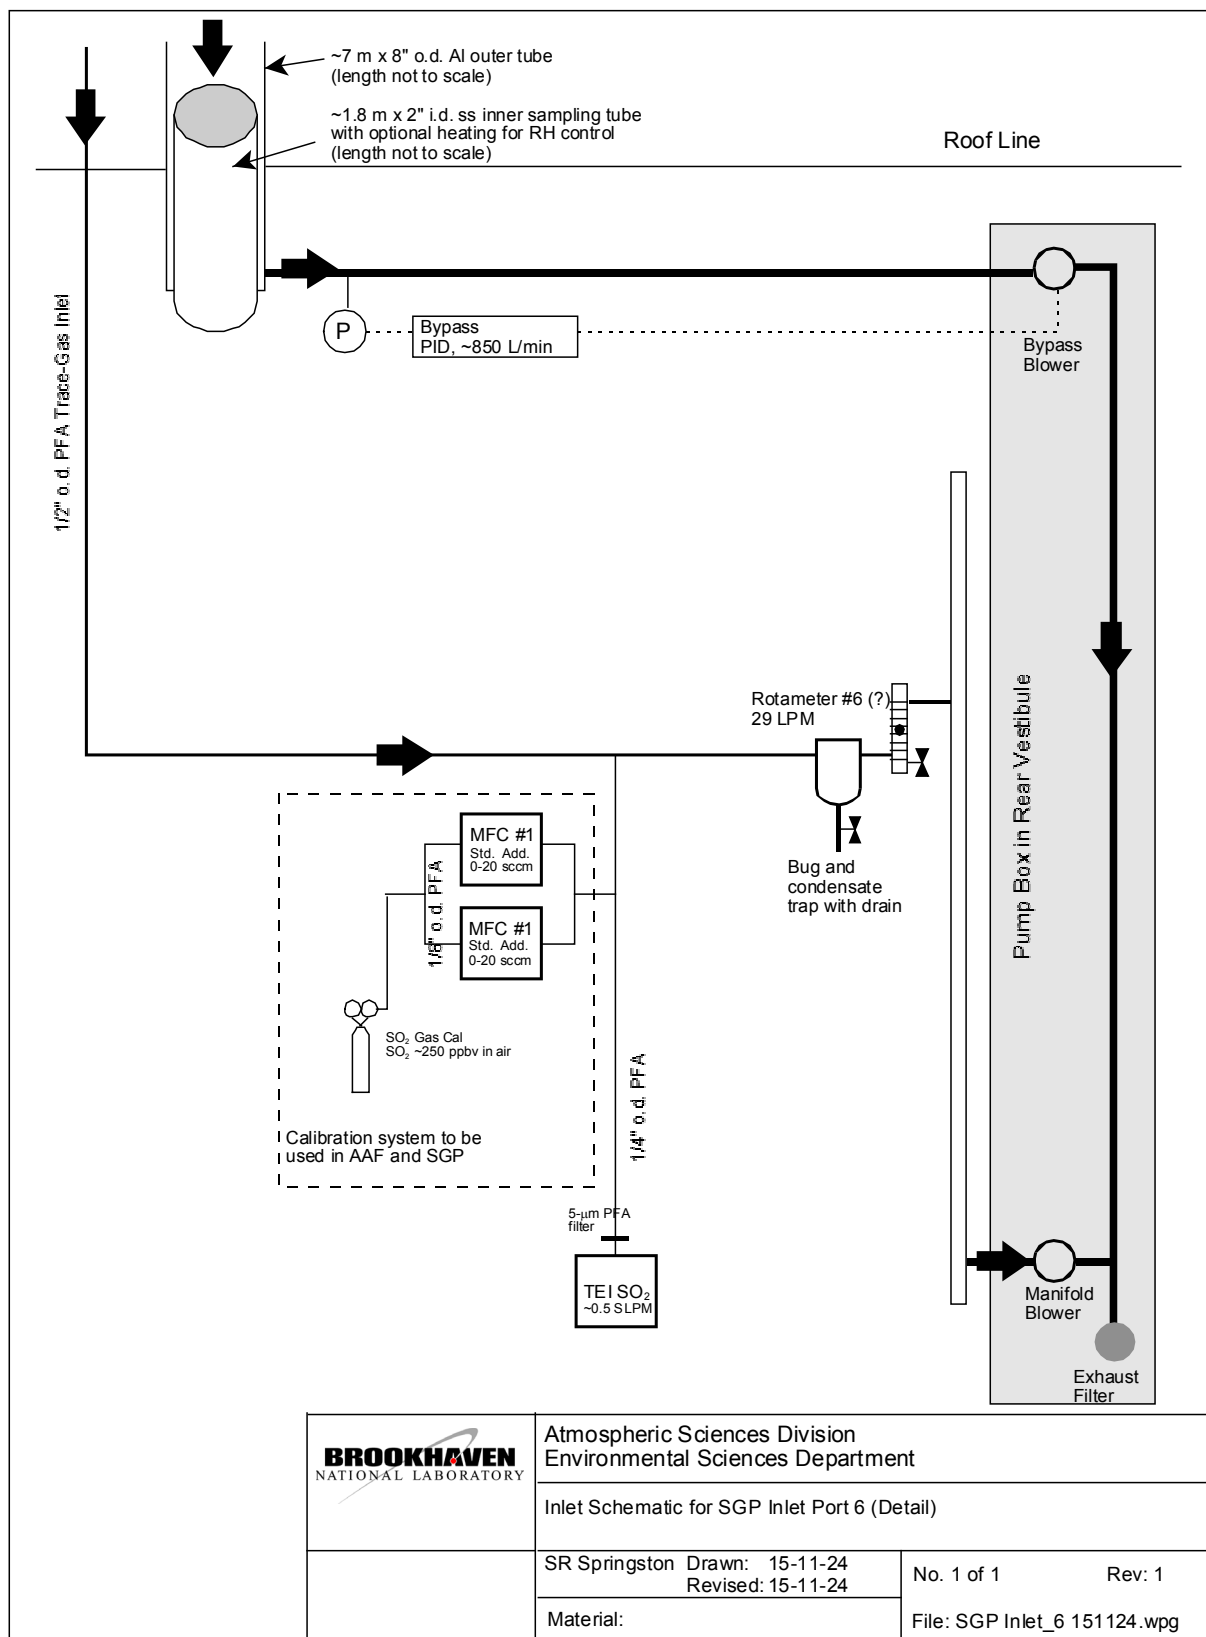 ~7 m x 8" o.d. Al outer tube
(length not to scale)
~1.8 m x 2" i.d. ss inner sampling tube
with optional heating for RH control
(length not to scale)
Roof Line
1/2" o.d. PFA Trace-Gas Inlet
P
Bypass
PID, ~850 L/min
Bypass
Blower
Rotameter #6 (?)
29 LPM
Pump Box in Rear Vestibule
MFC #1
Std. Add.
0-20 sccm
1/8" o.d. PFA
MFC #1
Std. Add.
0-20 sccm
Bug and
condensate
trap with drain
SO₂ Gas Cal
SO₂ ~250 ppbv in air
1/4" o.d. PFA
Calibration system to be
used in AAF and SGP
5-μm PFA
filter
TEI SO₂
~0.5 SLPM
Manifold
Blower
Exhaust
Filter
BROOKHAVEN
NATIONAL LABORATORY
Atmospheric Sciences Division
Environmental Sciences Department
Inlet Schematic for SGP Inlet Port 6 (Detail)
SR Springston Drawn: 15-11-24
Revised: 15-11-24
No. 1 of 1 Rev: 1
Material:
File: SGP Inlet_6 151124.wpg